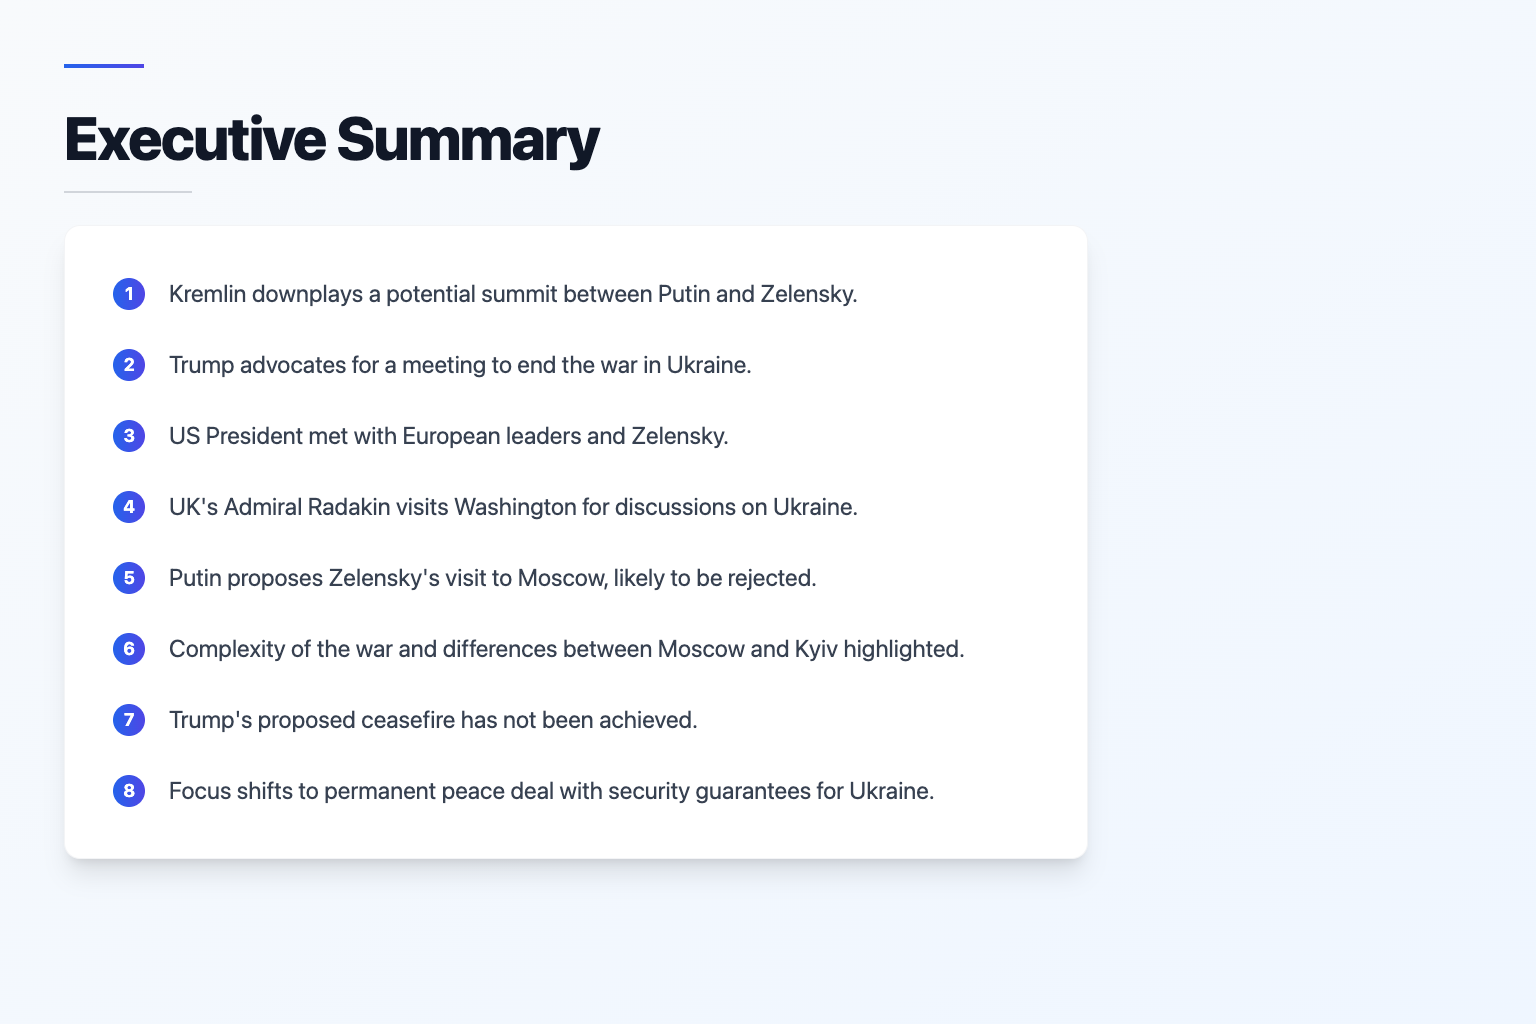 Executive Summary
1 Kremlin downplays a potential summit between Putin and Zelensky.
2 Trump advocates for a meeting to end the war in Ukraine.
3 US President met with European leaders and Zelensky.
4 UK's Admiral Radakin visits Washington for discussions on Ukraine.
5 Putin proposes Zelensky's visit to Moscow, likely to be rejected.
6 Complexity of the war and differences between Moscow and Kyiv highlighted.
7 Trump's proposed ceasefire has not been achieved.
8 Focus shifts to permanent peace deal with security guarantees for Ukraine.